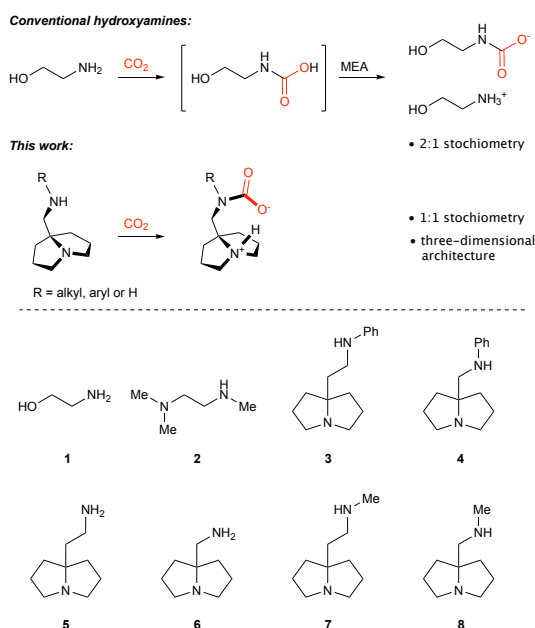 Conventional hydroxyamines:
HO NH2 CO2 HO H N OH O MEA HO H N O- O
HO NH3+
• 2:1 stochiometry
This work:
R NH N CO2 R N O O- H N+
• 1:1 stochiometry
• three-dimensional
architecture
R = alkyl, aryl or H
HO NH2 Me N Me H N Me HN Ph N Ph NH N
1 2 3 4
NH2 N NH2 N HN Me N Me NH N
5 6 7 8